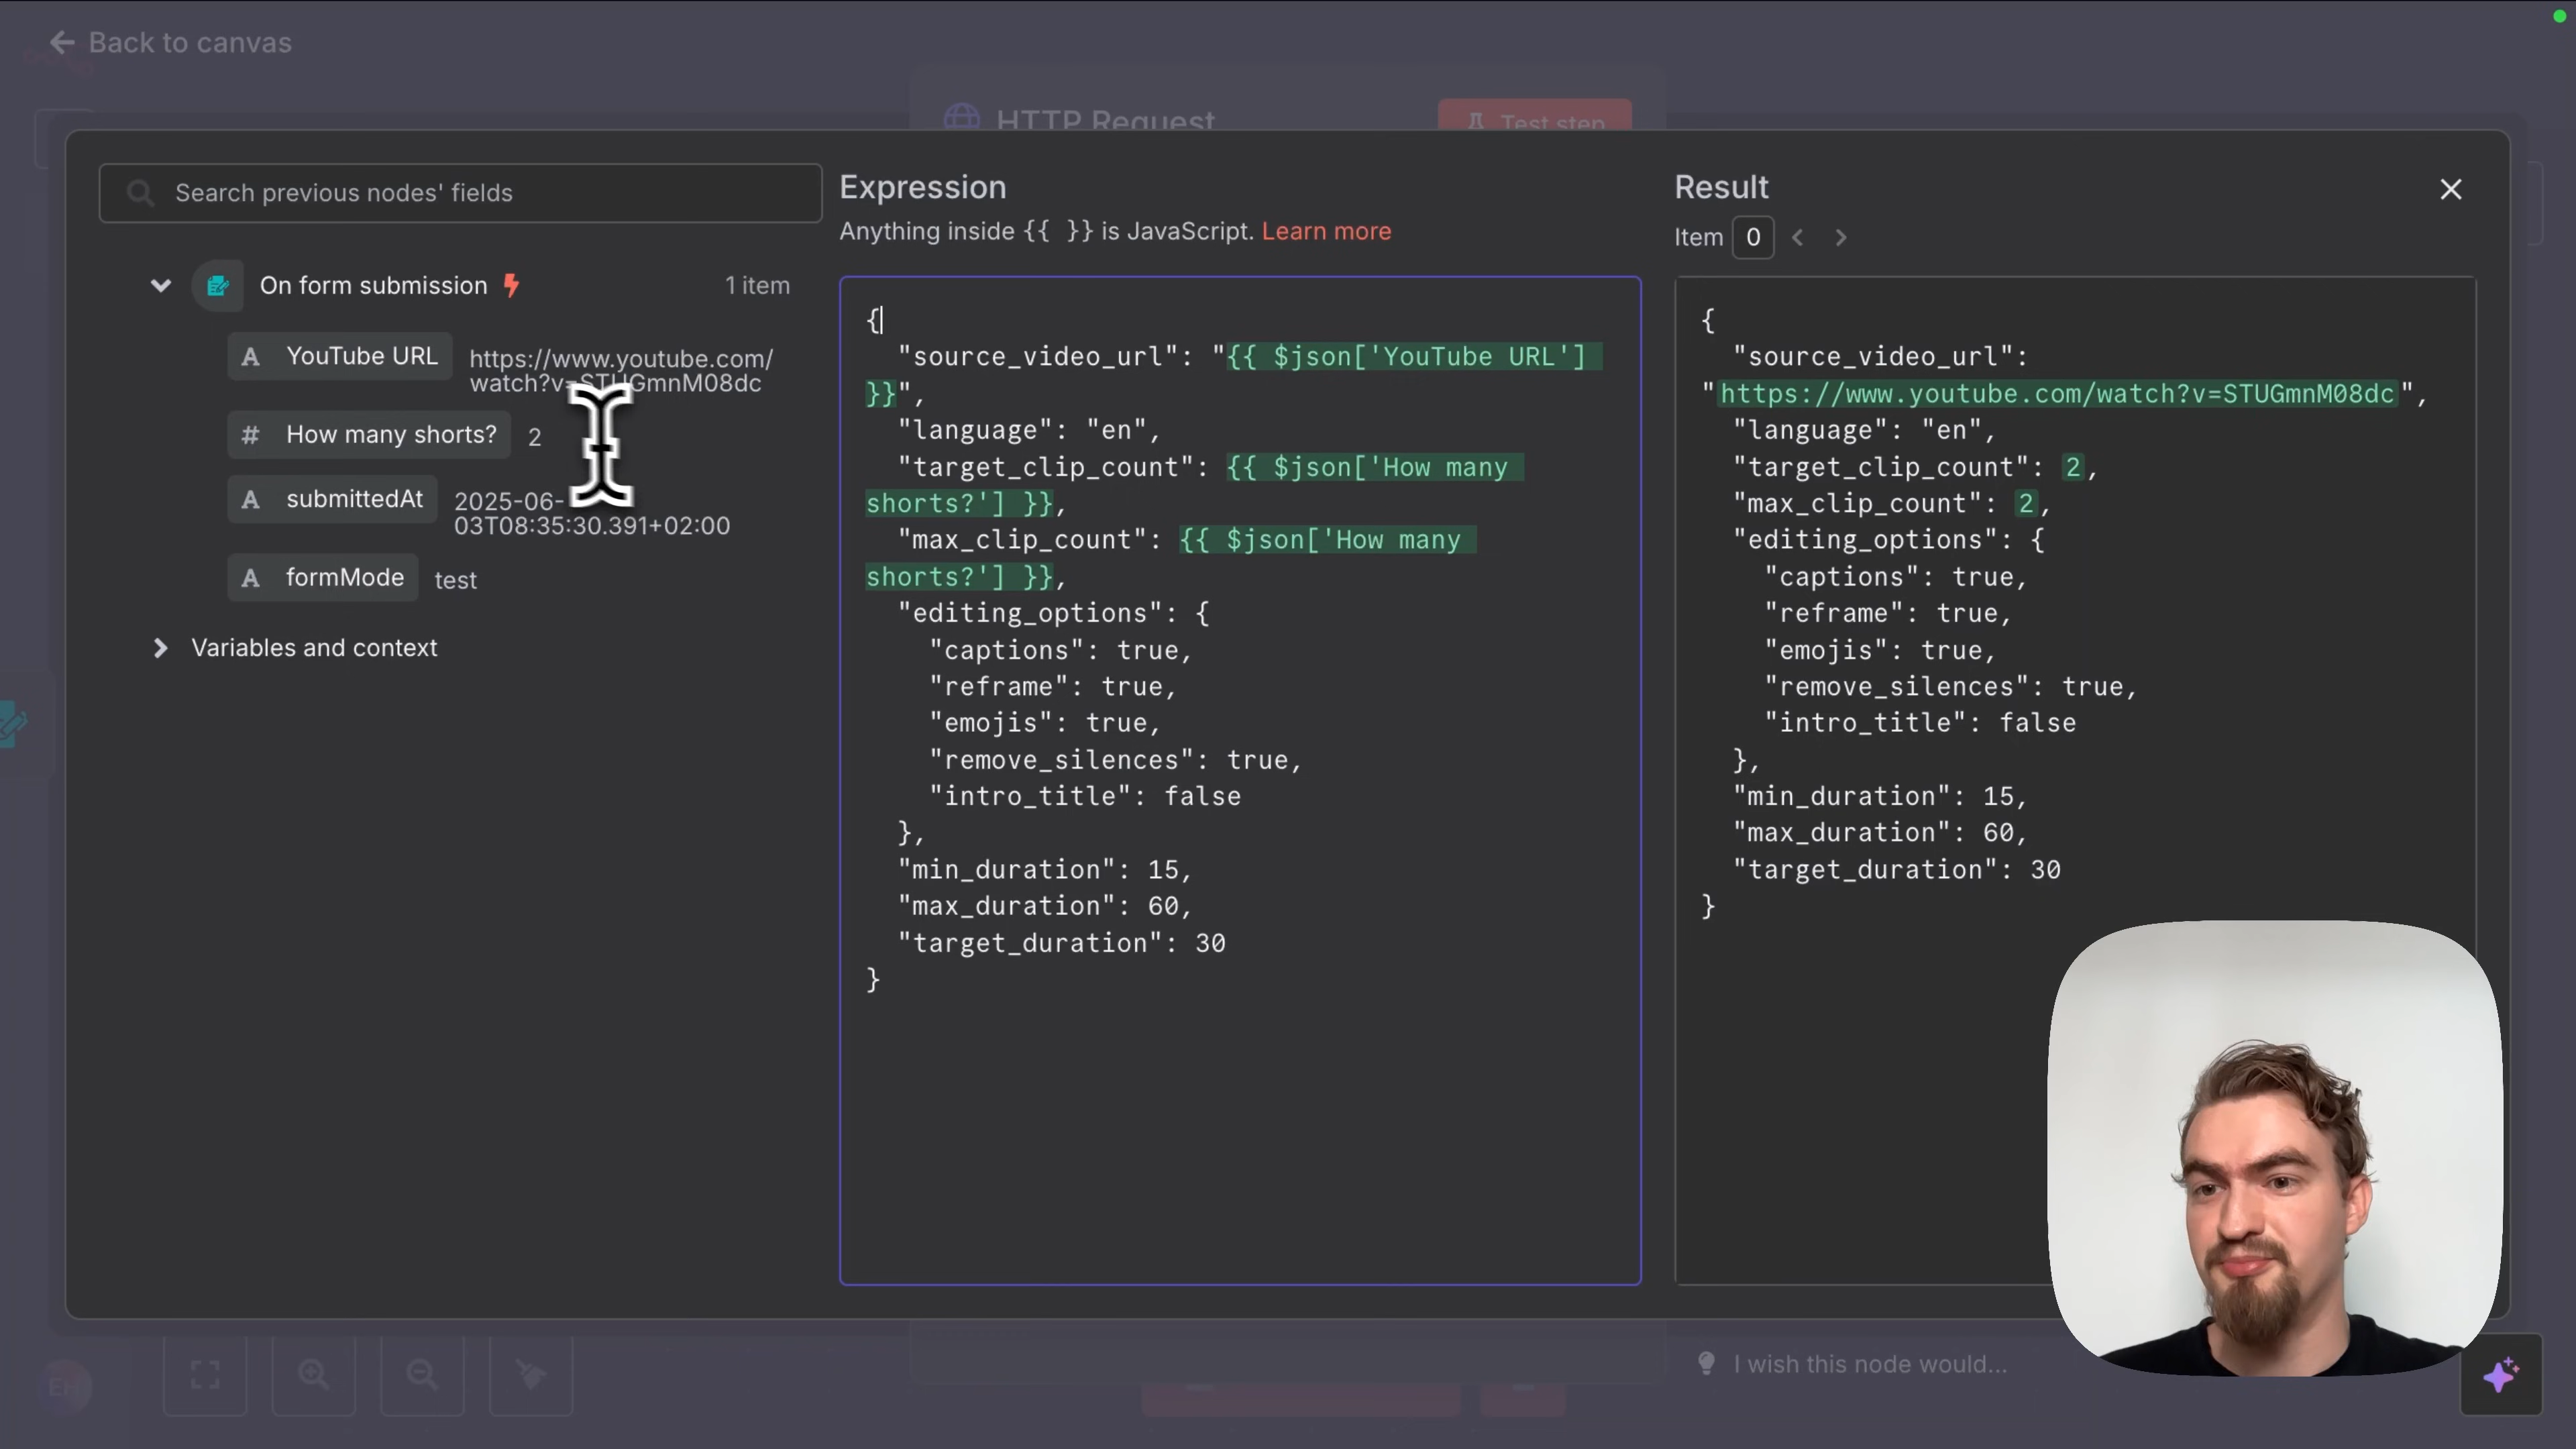 Back to canvas
HTTP Request
Test step
Search previous nodes' fields
On form submission
1 item
A YouTube URL
https://www.youtube.com/
watch?v=STUGmnM08dc
# How many shorts? 2
A submittedAt
2025-06-
03T08:35:30.391+02:00
A formMode test
Variables and context
Expression
Anything inside {{ }} is JavaScript. Learn more
{
"source_video_url": "{{ $json['YouTube URL']
}}",
"language": "en",
"target_clip_count": {{ $json['How many
shorts?'] }},
"max_clip_count": {{ $json['How many
shorts?'] }},
"editing_options": {
"captions": true,
"reframe": true,
"emojis": true,
"remove_silences": true,
"intro_title": false
},
"min_duration": 15,
"max_duration": 60,
"target_duration": 30
}
Result
Item 0
{
"source_video_url":
"https://www.youtube.com/watch?v=STUGmnM08dc",
"language": "en",
"target_clip_count": 2,
"max_clip_count": 2,
"editing_options": {
"captions": true,
"reframe": true,
"emojis": true,
"remove_silences": true,
"intro_title": false
},
"min_duration": 15,
"max_duration": 60,
"target_duration": 30
}
I wish this node would...
EH